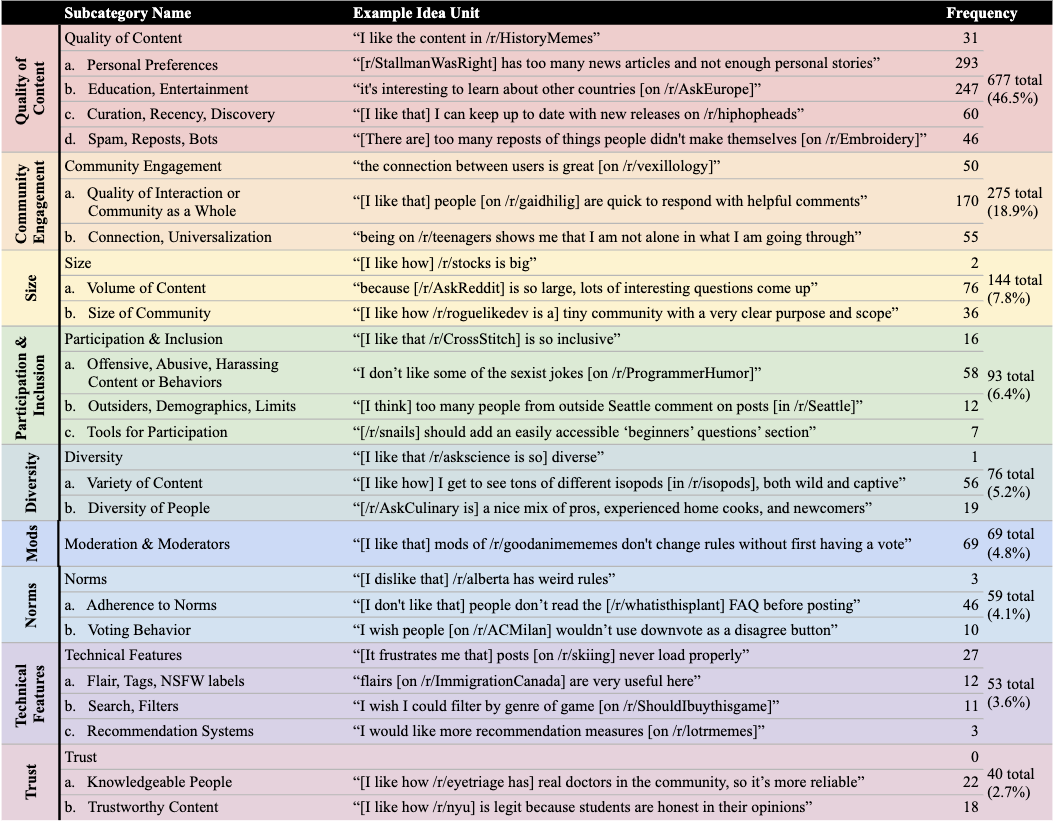 Subcategory Name Example Idea Unit Frequency
Quality of Content
Quality of Content “I like the content in /r/HistoryMemes” 31
a. Personal Preferences “[r/StallmanWasRight] has too many news articles and not enough personal stories” 293
b. Education, Entertainment “it's interesting to learn about other countries [on /r/AskEurope]” 247
c. Curation, Recency, Discovery “[I like that] I can keep up to date with new releases on /r/hiphopheads” 60
d. Spam, Reposts, Bots “[There are] too many reposts of things people didn't make themselves [on /r/Embroidery]” 46
677 total
(46.5%)
Community Engagement
Community Engagement “the connection between users is great [on /r/vexillology]” 50
a. Quality of Interaction or
Community as a Whole “[I like that] people [on /r/gaidhilig] are quick to respond with helpful comments” 170
b. Connection, Universalization “being on /r/teenagers shows me that I am not alone in what I am going through” 55
275 total
(18.9%)
Size
Size “[I like how] /r/stocks is big” 2
a. Volume of Content “because [/r/AskReddit] is so large, lots of interesting questions come up” 76
b. Size of Community “[I like how /r/roguelikedev is a] tiny community with a very clear purpose and scope” 36
144 total
(7.8%)
Participation & Inclusion
Participation & Inclusion “[I like that /r/CrossStitch] is so inclusive” 16
a. Offensive, Abusive, Harassing
Content or Behaviors “I don’t like some of the sexist jokes [on /r/ProgrammerHumor]” 58
b. Outsiders, Demographics, Limits “[I think] too many people from outside Seattle comment on posts [in /r/Seattle]” 12
c. Tools for Participation “[/r/snails] should add an easily accessible ‘beginners’ questions’ section” 7
93 total
(6.4%)
Diversity
Diversity “[I like that /r/askscience is so] diverse” 1
a. Variety of Content “[I like how] I get to see tons of different isopods [in /r/isopods], both wild and captive” 56
b. Diversity of People “[/r/AskCulinary is] a nice mix of pros, experienced home cooks, and newcomers” 19
76 total
(5.2%)
Mods
Moderation & Moderators “[I like that] mods of /r/goodanimememes don't change rules without first having a vote” 69
69 total
(4.8%)
Norms
Norms “[I dislike that] /r/alberta has weird rules” 3
a. Adherence to Norms “[I don't like that] people don’t read the [/r/whatisthisplant] FAQ before posting” 46
b. Voting Behavior “I wish people [on /r/ACMilan] wouldn’t use downvote as a disagree button” 10
59 total
(4.1%)
Technical Features
Technical Features “[It frustrates me that] posts [on /r/skiing] never load properly” 27
a. Flair, Tags, NSFW labels “flairs [on /r/ImmigrationCanada] are very useful here” 12
b. Search, Filters “I wish I could filter by genre of game [on /r/ShouldIbuythisgame]” 11
c. Recommendation Systems “I would like more recommendation measures [on /r/lotrmemes]” 3
53 total
(3.6%)
Trust
Trust 0
a. Knowledgeable People “[I like how /r/eyetriage has] real doctors in the community, so it’s more reliable” 22
b. Trustworthy Content “[I like how /r/nyu] is legit because students are honest in their opinions” 18
40 total
(2.7%)